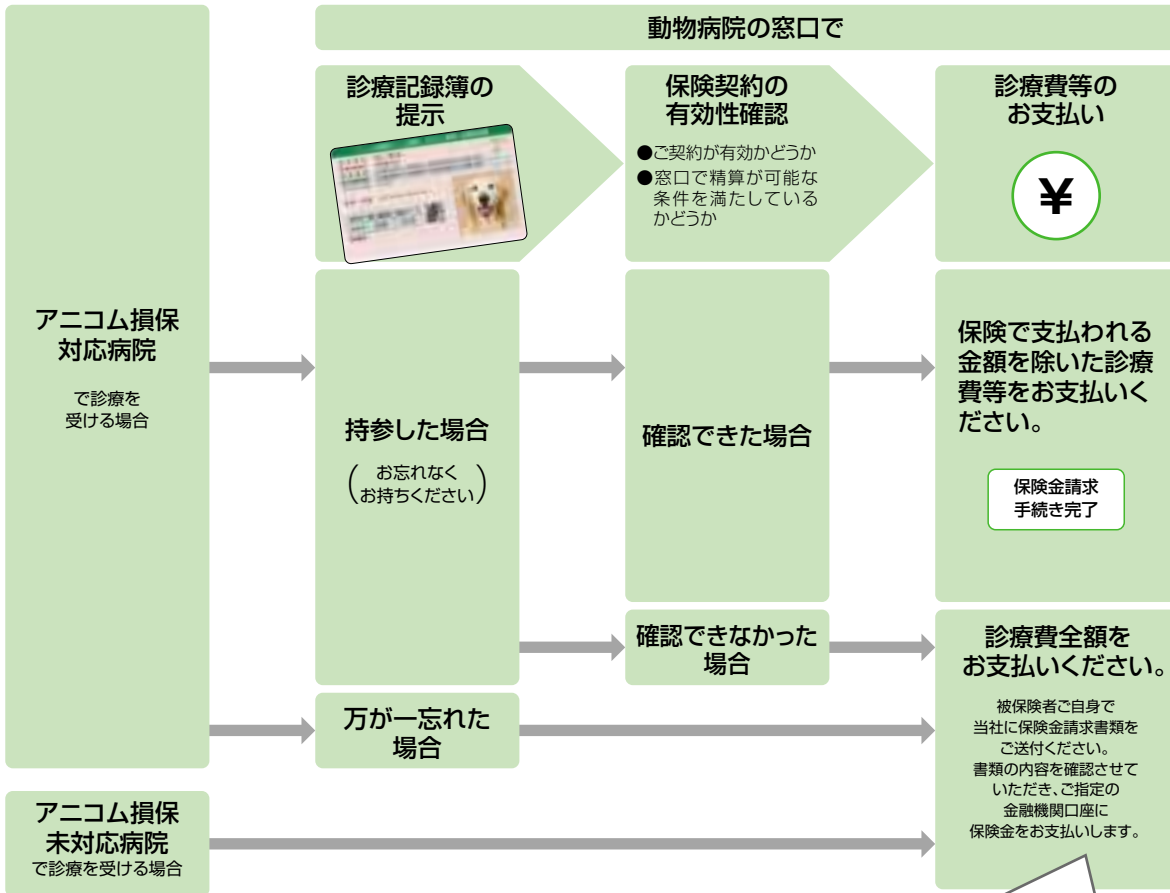 動物病院の窓口で
診療記録簿の
提示
保険契約の
有効性確認
●ご契約が有効かどうか
●窓口で精算が可能な
条件を満たしている
かどうか
診療費等の
お支払い
¥
アニコム損保
対応病院
で診療を
受ける場合
持参した場合
(お忘れなく
お持ちください)
確認できた場合
保険で支払われる
金額を除いた診療
費等をお支払いく
ださい。
保険金請求
手続き完了
確認できなかった
場合
診療費全額を
お支払いください。
被保険者ご自身で
当社に保険金請求書類を
ご送付ください。
書類の内容を確認させて
いただき、ご指定の
金融機関口座に
保険金をお支払いします。
万が一忘れた
場合
アニコム損保
未対応病院
で診療を受ける場合